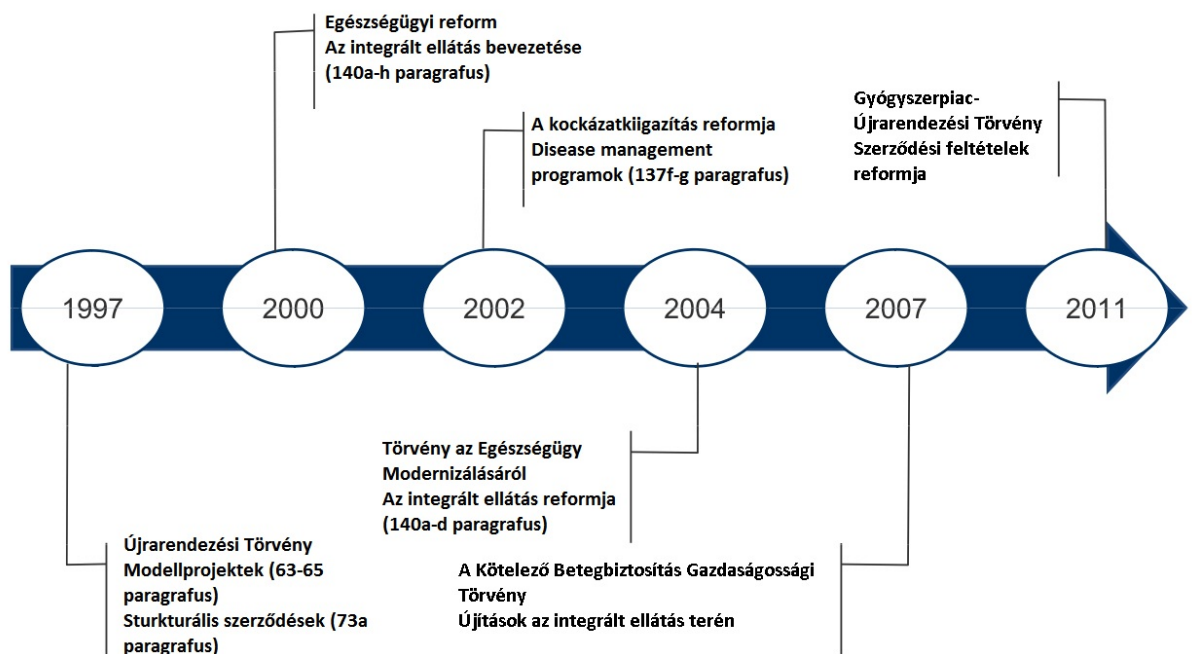 Egészségügyi reform
Az integrált ellátás bevezetése
(140a-h paragrafus)
A kockázatkiigazítás reformja
Disease management
programok (137f-g paragrafus)
Gyógyszerpiac-
Újrarendezési Törvény
Szerződési feltételek
reformja
1997
2000
2002
2004
2007
2011
Törvény az Egészségügy
Modernizálásáról
Az integrált ellátás reformja
(140a-d paragrafus)
Újrarendezési Törvény
Modellprojektek (63-65
paragrafus)
Sturkturális szerződések (73a
paragrafus)
A Kötelező Betegbiztosítás Gazdaságossági
Törvény
Újítások az integrált ellátás terén